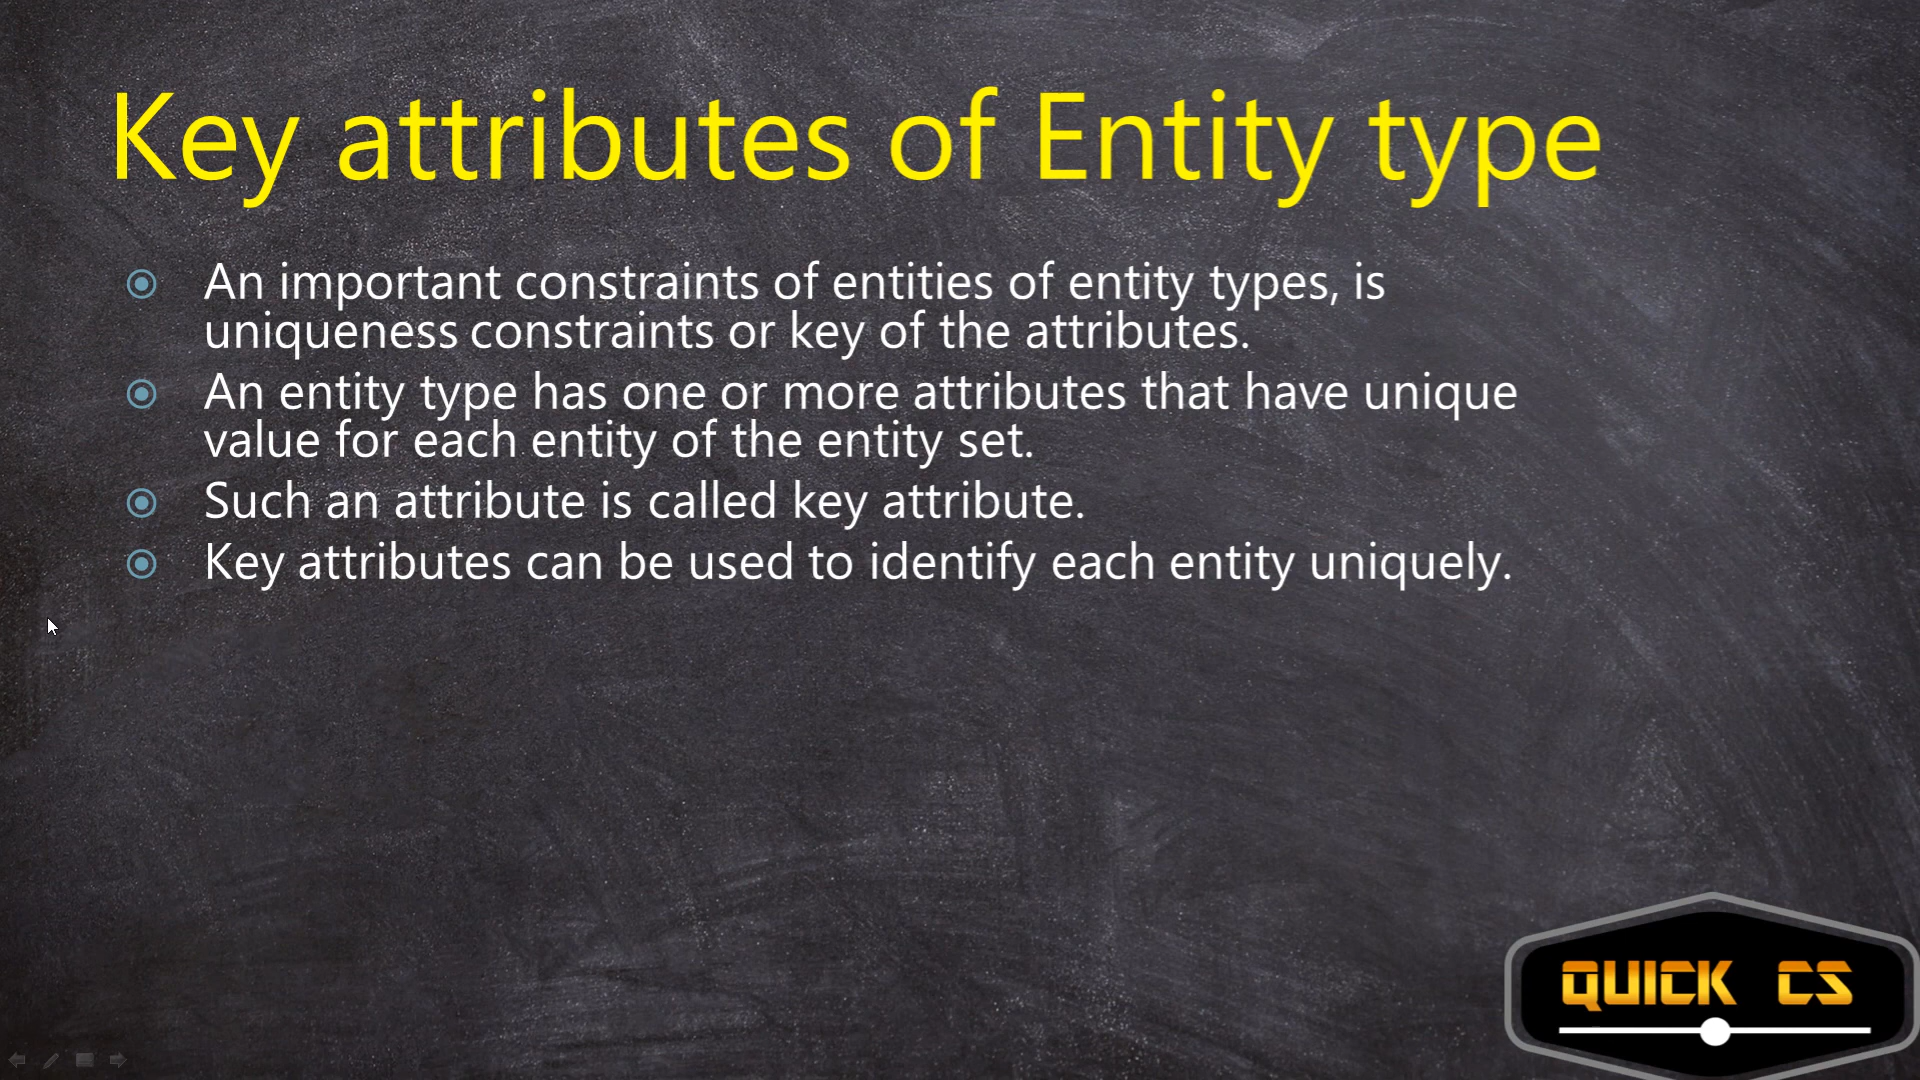 Key attributes of Entity type
An important constraints of entities of entity types, is
uniqueness constraints or key of the attributes.
An entity type has one or more attributes that have unique
value for each entity of the entity set.
Such an attribute is called key attribute.
Key attributes can be used to identify each entity uniquely.
QUICK CS